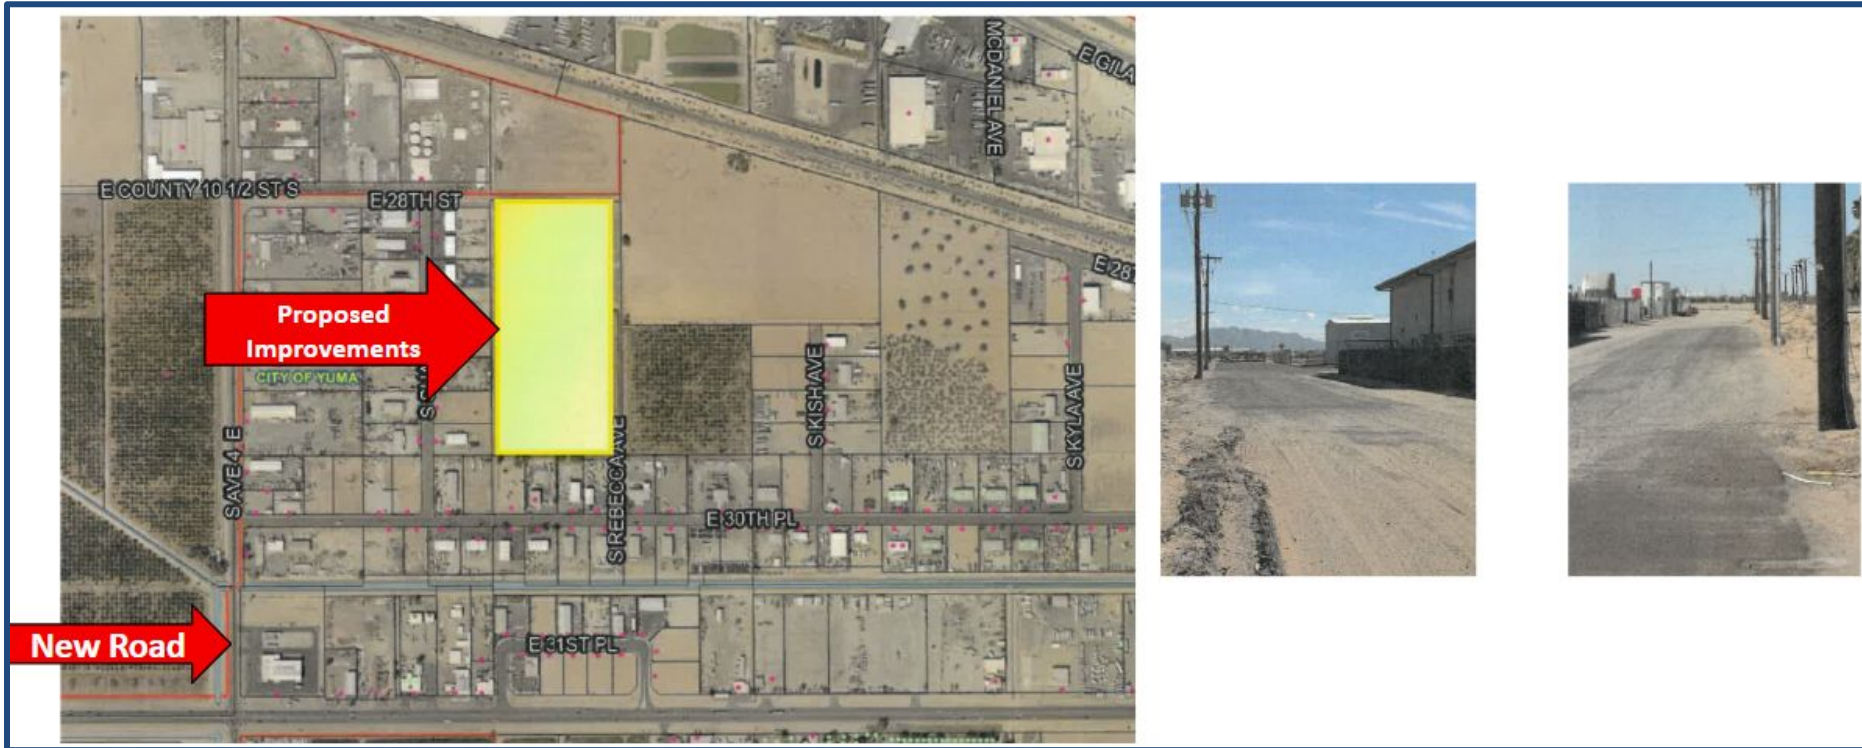 MCDANIEL AVE
E GILA
E COUNTY 10 1/2 ST S
E 28TH ST
E 28
Proposed
Improvements
CITY OF YUMA
S AVE 4 E
S REBECCA AVE
S KISH AVE
S KYLA AVE
E 30TH PL
New Road
E 31ST PL